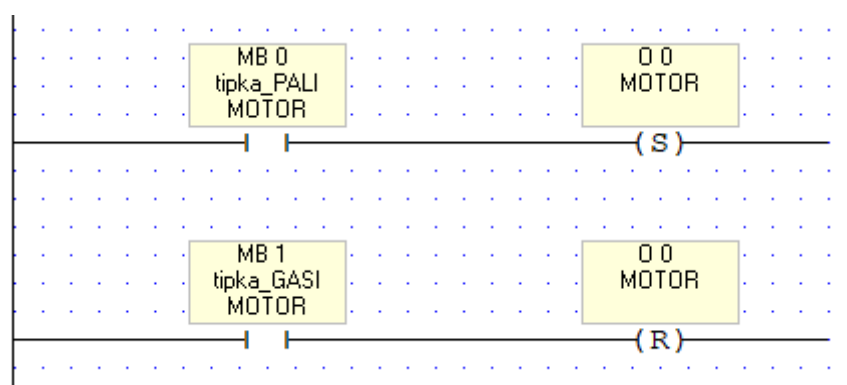 MB 0
tipka_PALI
MOTOR
O 0
MOTOR
(S)
MB 1
tipka_GASI
MOTOR
O 0
MOTOR
(R)